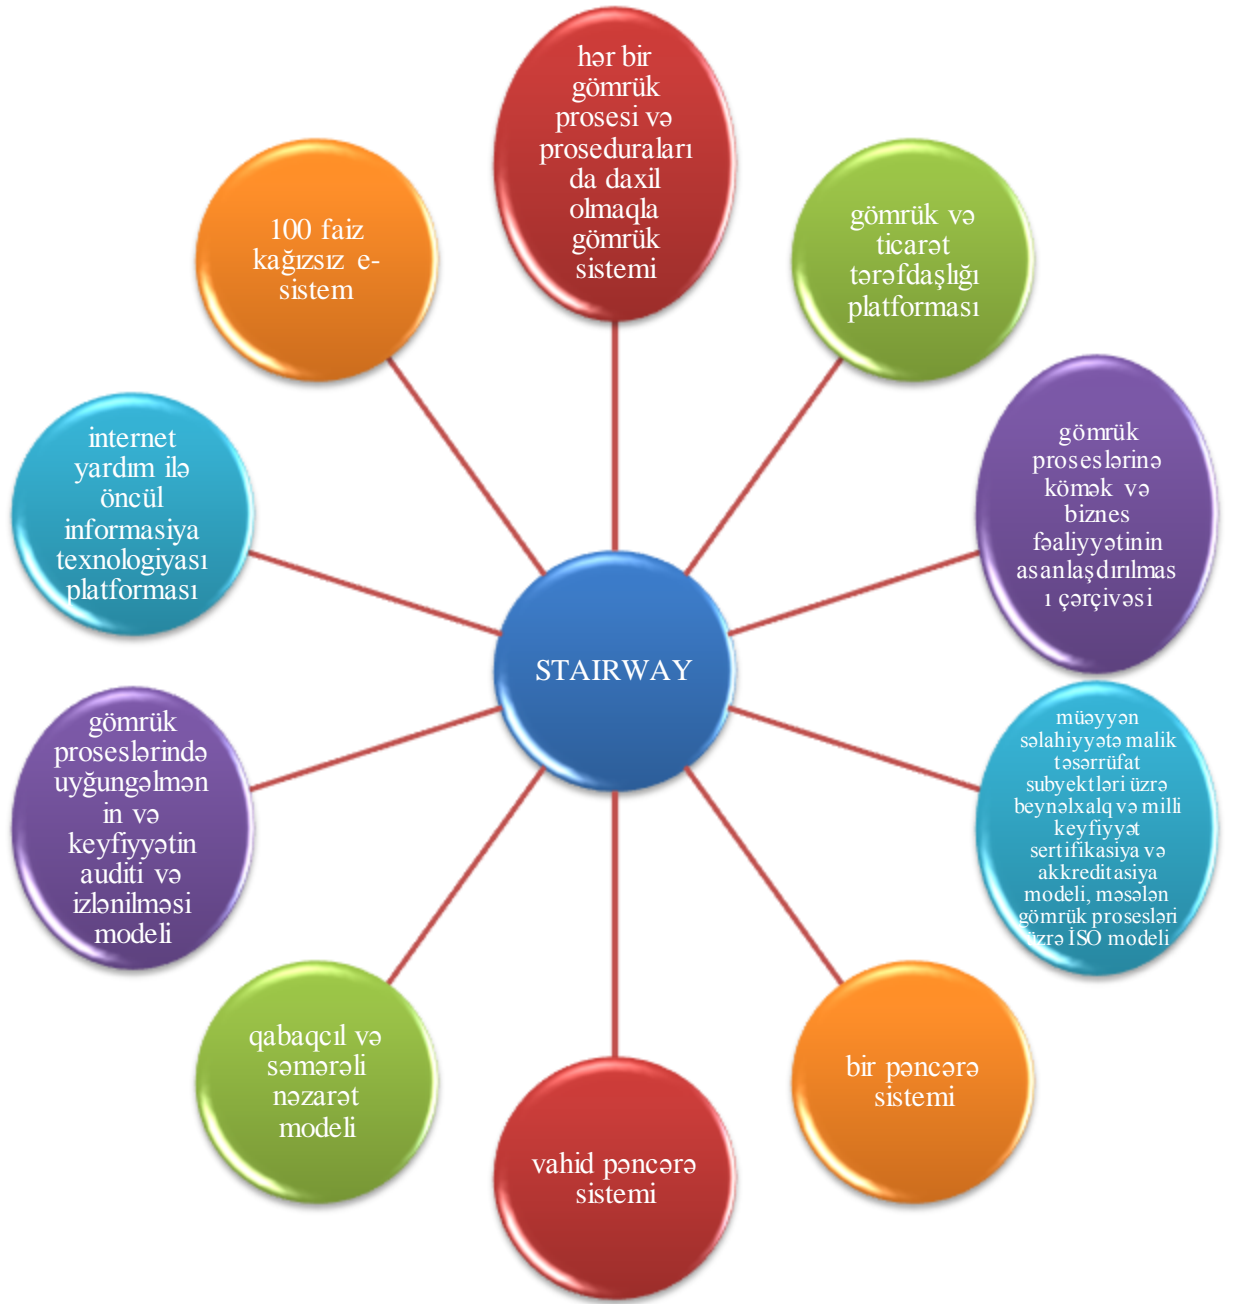 hər bir
gömrük
prosesi və
proseduraları
da daxil
olmaqla
gömrük
sistemi
gömrük və
ticarət
tərəfdaşlığı
platforması
gömrük
proseslərinə
kömək və
biznes
fəaliyyətinin
asanlaşdırılmas
ı çərçivəsi
müəyyən
səlahiyyətə malik
təsərrüfat
subyektləri üzrə
beynəlxalq və milli
keyfiyyət
sertifikasiya və
akkreditasiya
modeli, məsələn
gömrük prosesləri
üzrə İSO modeli
bir pəncərə
sistemi
vahid pəncərə
sistemi
qabaqcıl və
səmərəli
nəzarət
modeli
gömrük
proseslərində
uyğungəlmən
in və
keyfiyyətin
auditi və
izlənilməsi
modeli
internet
yardım ilə
öncül
informasiya
texnologiyası
platforması
100 faiz
kağızsız e-
sistem
STAIRWAY